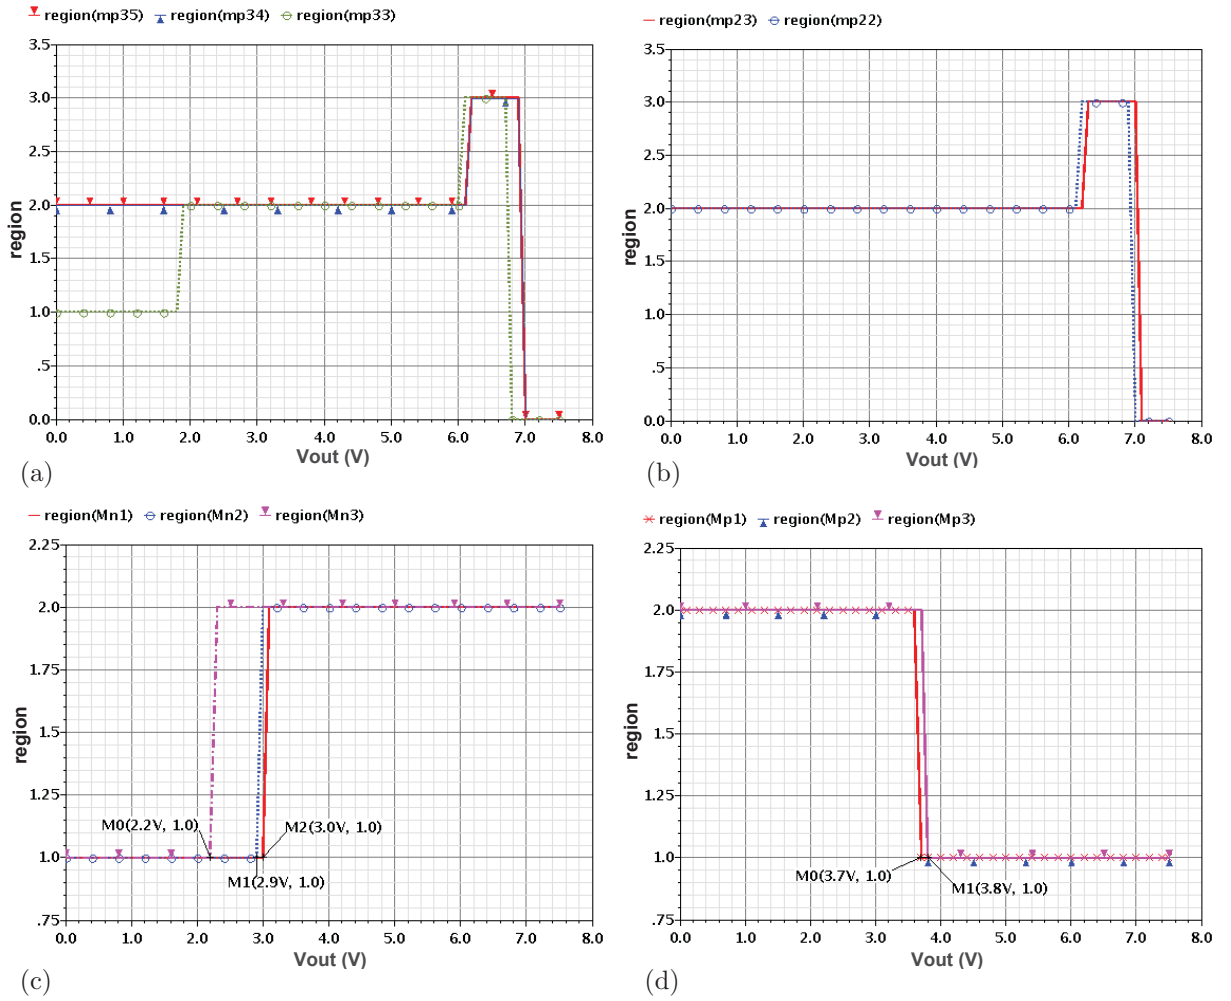 region(mp35) region(mp34) region(mp33)
3.5
3.0
2.5
2.0
1.5
1.0
.5
0.0
region
0.0 1.0 2.0 3.0 4.0 5.0 6.0 7.0 8.0
Vout (V)
(a)
region(mp23) region(mp22)
3.5
3.0
2.5
2.0
1.5
1.0
.5
0.0
region
0.0 1.0 2.0 3.0 4.0 5.0 6.0 7.0 8.0
Vout (V)
(b)
region(Mn1) region(Mn2) region(Mn3)
2.25
2.0
1.75
1.5
1.25
1.0
.75
region
M0(2.2V, 1.0)
M2(3.0V, 1.0)
M1(2.9V, 1.0)
0.0 1.0 2.0 3.0 4.0 5.0 6.0 7.0 8.0
Vout (V)
(c)
region(Mp1) region(Mp2) region(Mp3)
2.25
2.0
1.75
1.5
1.25
1.0
.75
region
M0(3.7V, 1.0)
M1(3.8V, 1.0)
0.0 1.0 2.0 3.0 4.0 5.0 6.0 7.0 8.0
Vout (V)
(d)